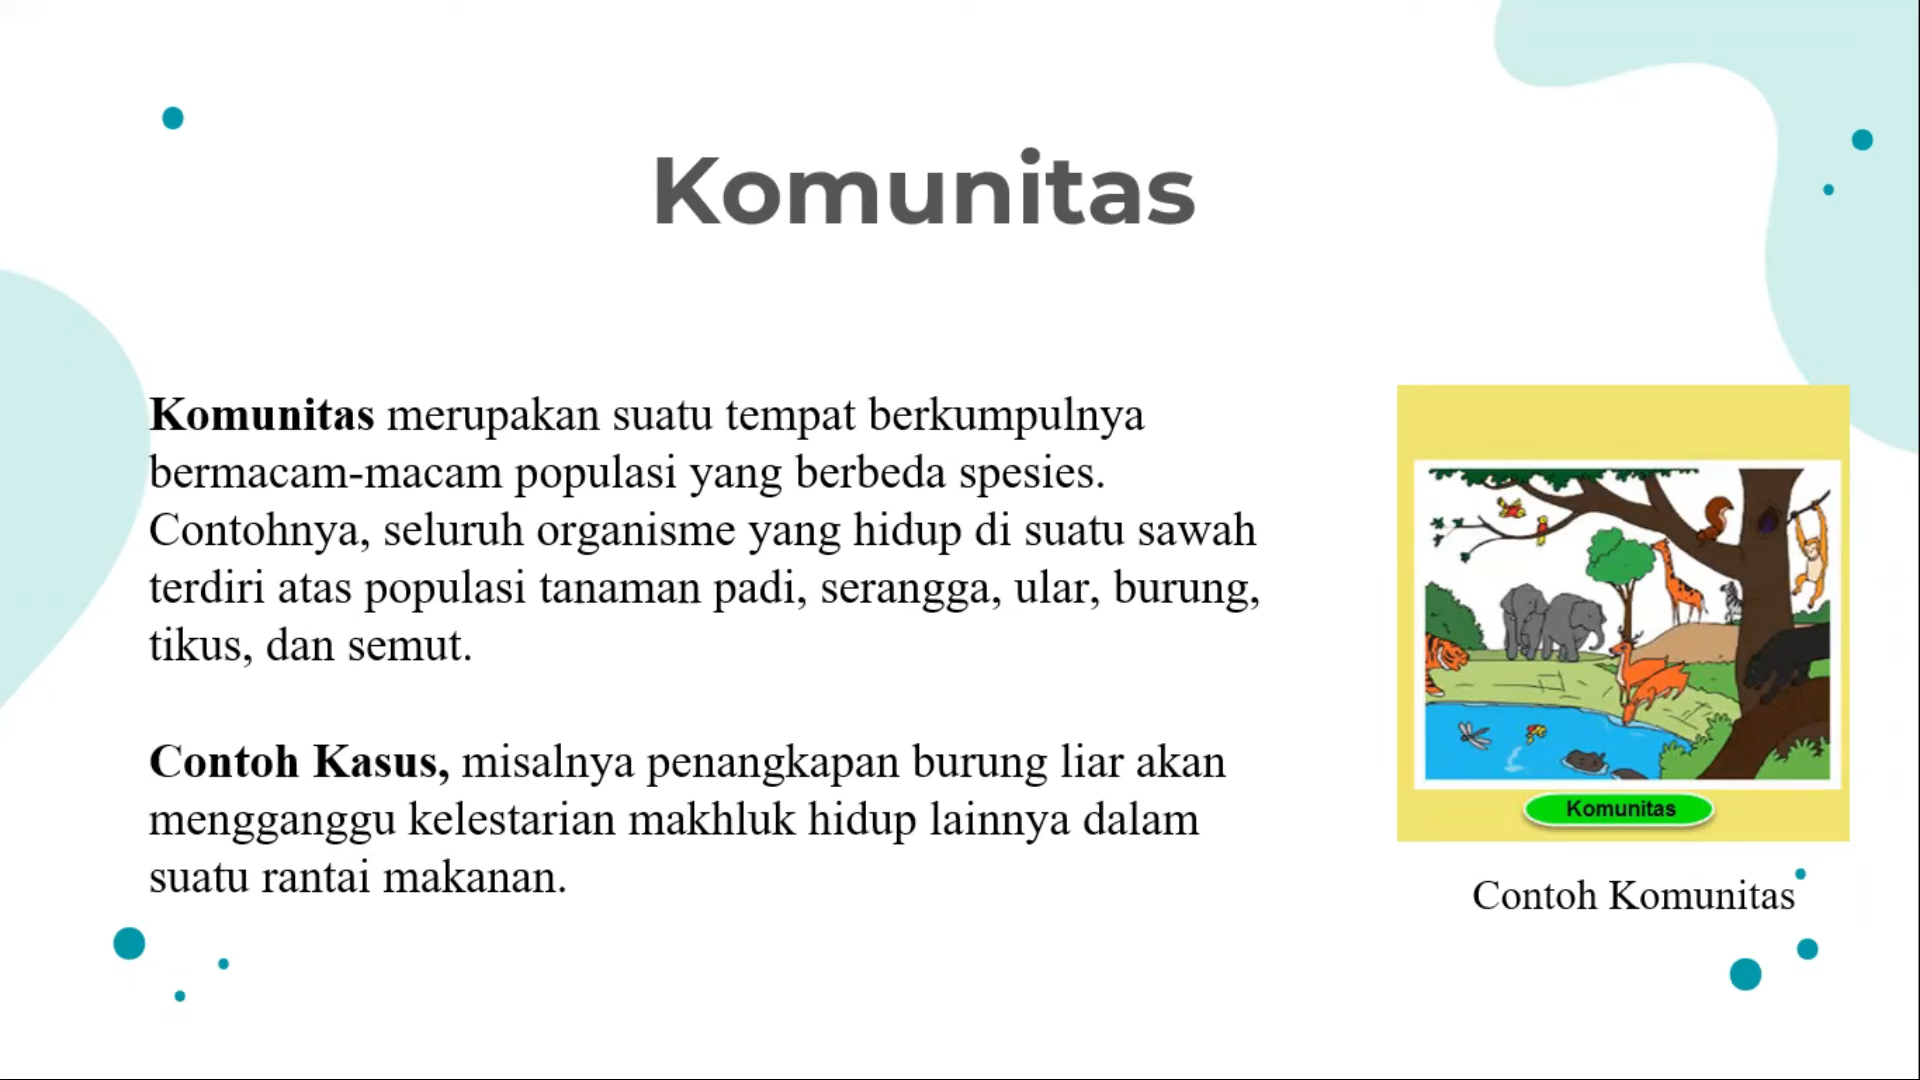 Komunitas
Komunitas merupakan suatu tempat berkumpulnya
bermacam-macam populasi yang berbeda spesies.
Contohnya, seluruh organisme yang hidup di suatu sawah
terdiri atas populasi tanaman padi, serangga, ular, burung,
tikus, dan semut.
Contoh Kasus, misalnya penangkapan burung liar akan
mengganggu kelestarian makhluk hidup lainnya dalam
suatu rantai makanan.
Komunitas
Contoh Komunitas